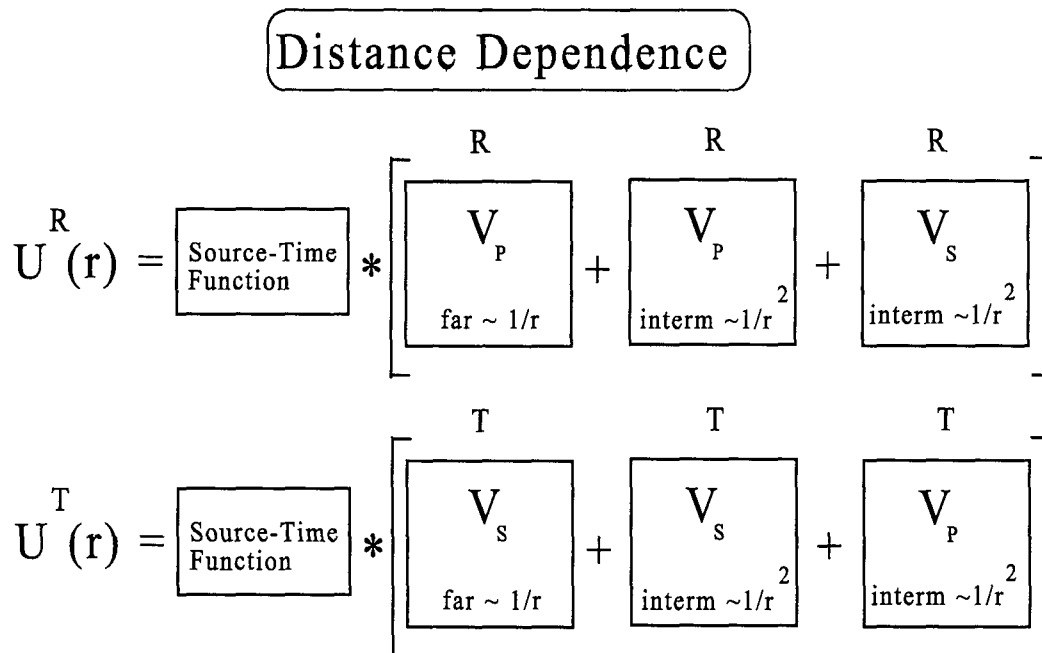 Distance Dependence
R R R
U^R(r) = Source-Time Function * [ V_P + V_P + V_S ]
far ~ 1/r interm ~1/r^2 interm ~1/r^2
T T T
U^T(r) = Source-Time Function * [ V_S + V_S + V_P ]
far ~ 1/r interm ~1/r^2 interm ~1/r^2